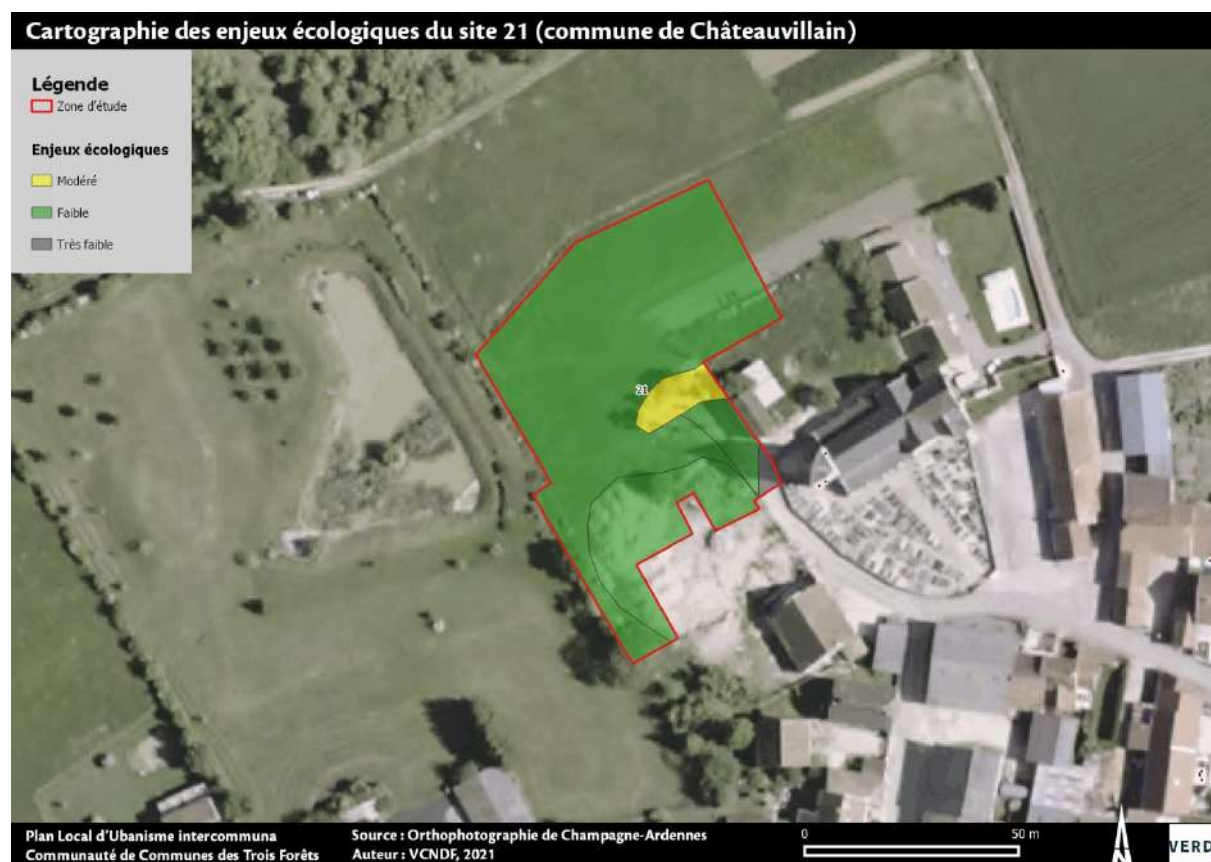 Cartographie des enjeux écologiques du site 21 (commune de Châteauvillain)
Légende
Zone d'étude
Enjeux écologiques
Modéré
Faible
Très faible
21
Plan Local d'Ubanisme intercommuna
Communauté de Communes des Trois Forêts
Source : Orthophotographie de Champagne-Ardennes
Auteur : VCNDF, 2021
0 50 m
N
VERD